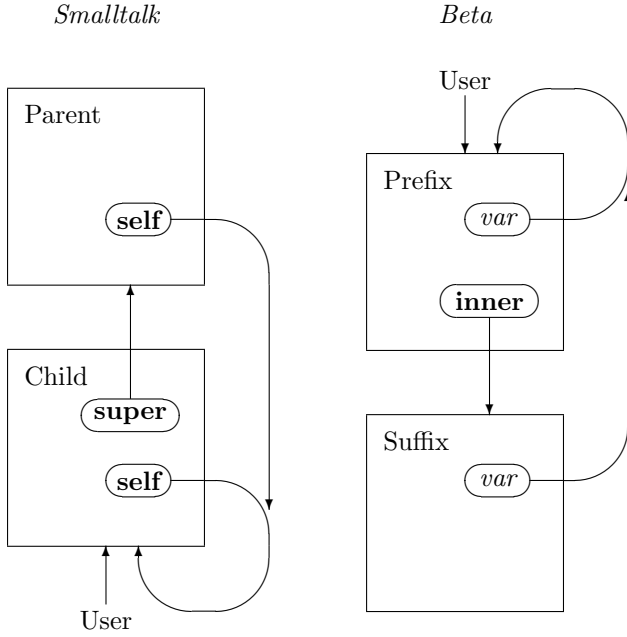 Smalltalk
Beta
Parent
self
Child
super
self
User
User
Prefix
var
inner
Suffix
var